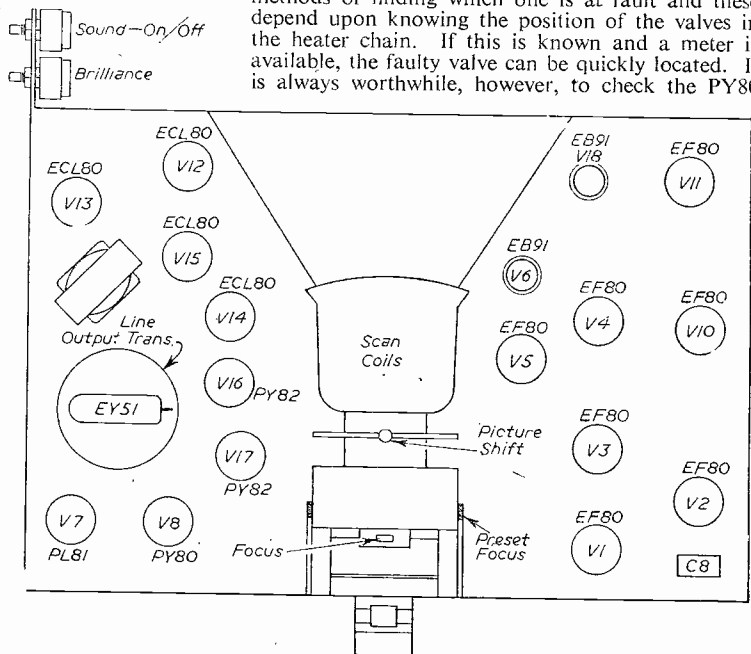 methods of finding which one is at fault and these
depend upon knowing the position of the valves in
the heater chain. If this is known and a meter i
available, the faulty valve can be quickly located. I
is always worthwhile, however, to check the PY80
Sound-On/Off
Brilliance
ECL80
V12
ECL80
V13
ECL80
V15
ECL80
V14
Line
Output Trans.
EY51
V16
PY82
V17
PY82
V7
PL81
V8
PY80
Scan
Coils
Picture
Shift
Focus
Preset
Focus
EB91
V18
EF80
V11
EB91
V6
EF80
V4
EF80
V10
EF80
V5
EF80
V3
EF80
V2
EF80
V1
C8